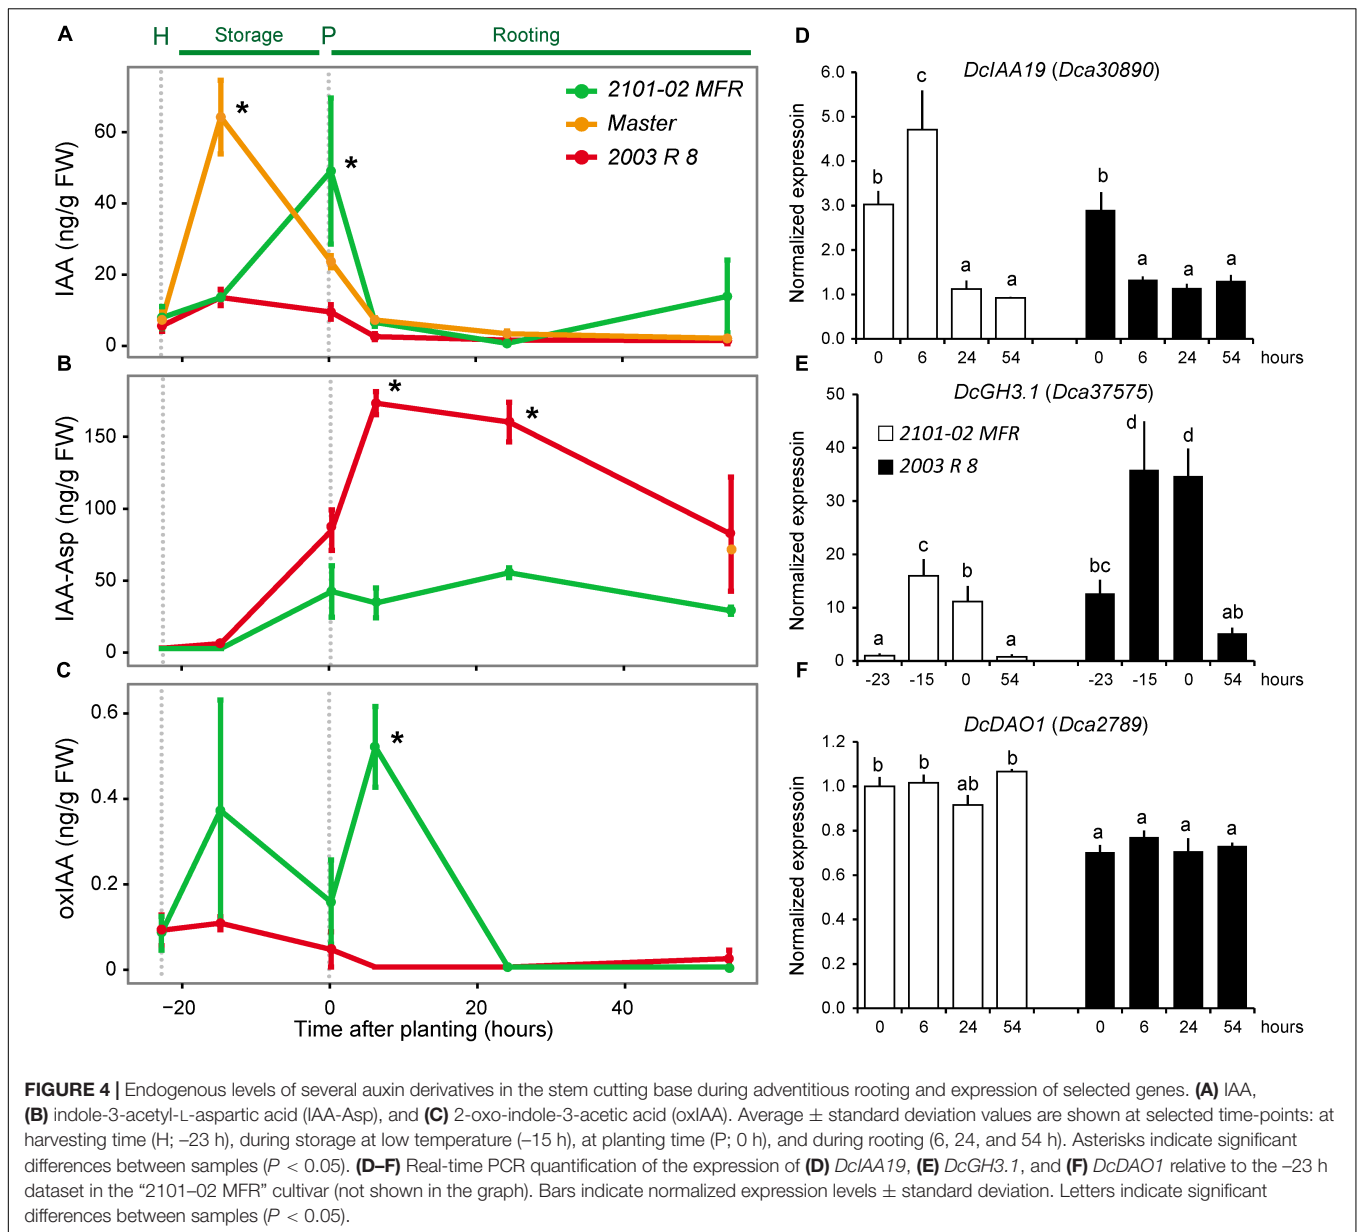 A
H
Storage
P
Rooting
2101-02 MFR
Master
2003 R 8
*
*
IAA (ng/g FW)
60
40
20
0
B
*
*
IAA-Asp (ng/g FW)
150
100
50
0
C
*
oxIAA (ng/g FW)
0.6
0.4
0.2
0
−20 0 20 40
Time after planting (hours)
D
DcIAA19 (Dca30890)
Normalized expressoin
6.0
5.0
4.0
3.0
2.0
1.0
0.0
b c a a b a a a
0 6 24 54 0 6 24 54 hours
E
DcGH3.1 (Dca37575)
2101-02 MFR
2003 R 8
Normalized expressoin
50
40
30
20
10
0
a c b a bc d d ab
-23 -15 0 54 -23 -15 0 54 hours
F
DcDAO1 (Dca2789)
Normalized expressoin
1.2
1.0
0.8
0.6
0.4
0.2
0.0
b b ab b a a a a
0 6 24 54 0 6 24 54 hours
FIGURE 4 | Endogenous levels of several auxin derivatives in the stem cutting base during adventitious rooting and expression of selected genes. (A) IAA,
(B) indole-3-acetyl-L-aspartic acid (IAA-Asp), and (C) 2-oxo-indole-3-acetic acid (oxIAA). Average ± standard deviation values are shown at selected time-points: at
harvesting time (H; −23 h), during storage at low temperature (−15 h), at planting time (P; 0 h), and during rooting (6, 24, and 54 h). Asterisks indicate significant
differences between samples (P < 0.05). (D–F) Real-time PCR quantification of the expression of (D) DcIAA19, (E) DcGH3.1, and (F) DcDAO1 relative to the −23 h
dataset in the “2101–02 MFR” cultivar (not shown in the graph). Bars indicate normalized expression levels ± standard deviation. Letters indicate significant
differences between samples (P < 0.05).